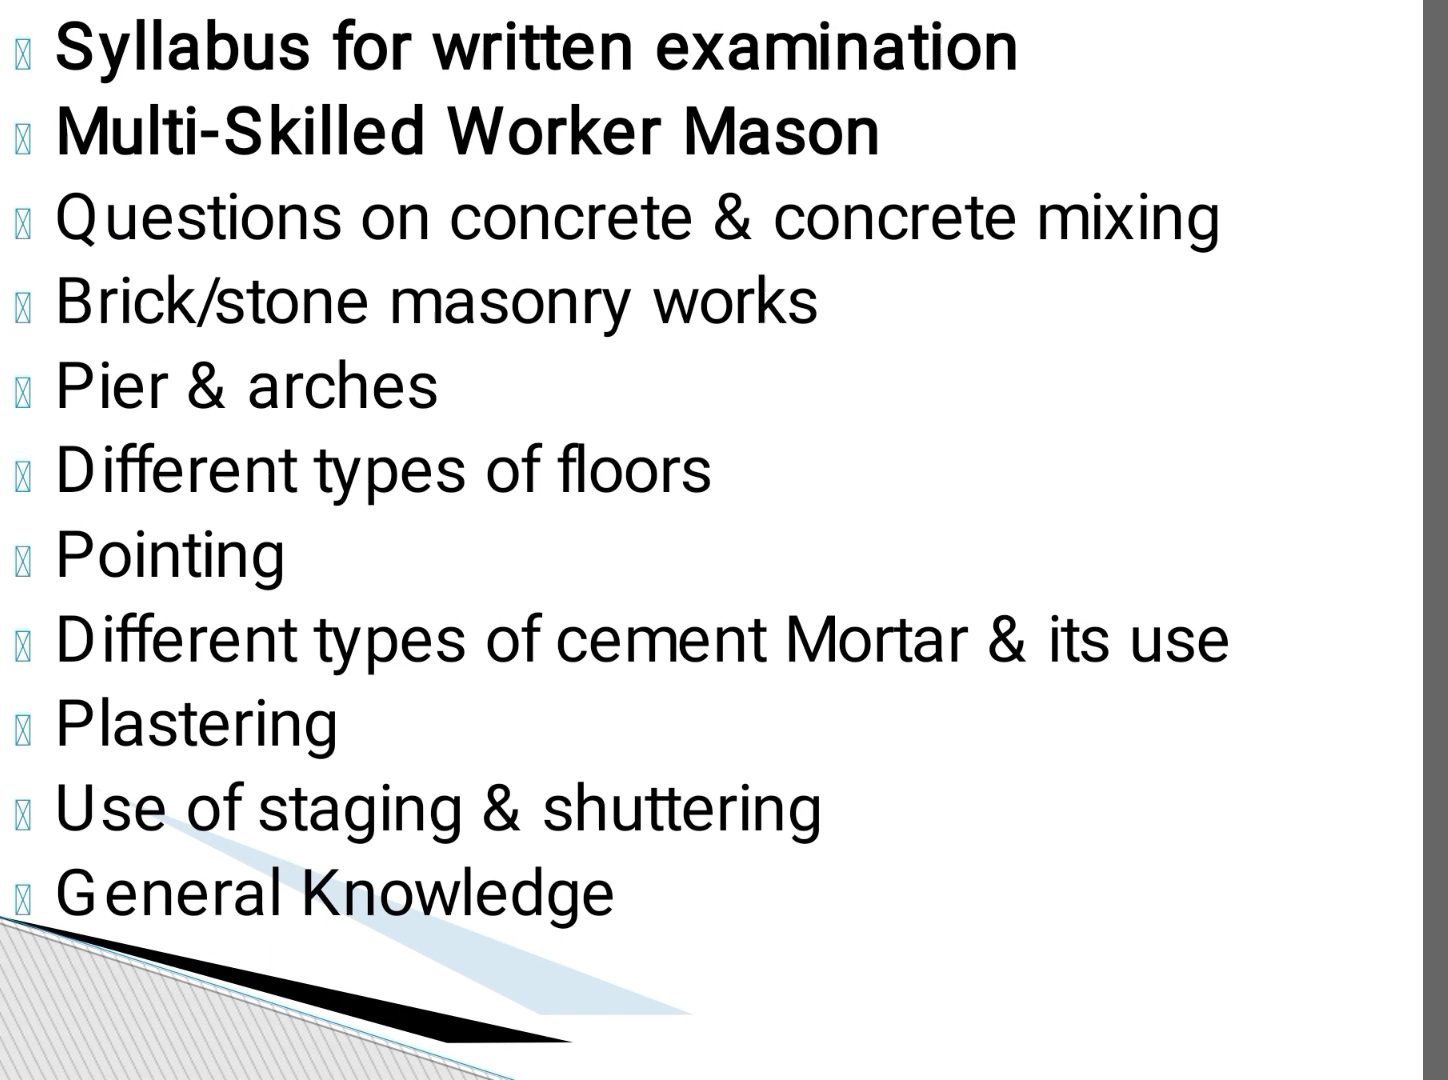 Syllabus for written examination
Multi-Skilled Worker Mason
Questions on concrete & concrete mixing
Brick/stone masonry works
Pier & arches
Different types of floors
Pointing
Different types of cement Mortar & its use
Plastering
Use of staging & shuttering
General Knowledge